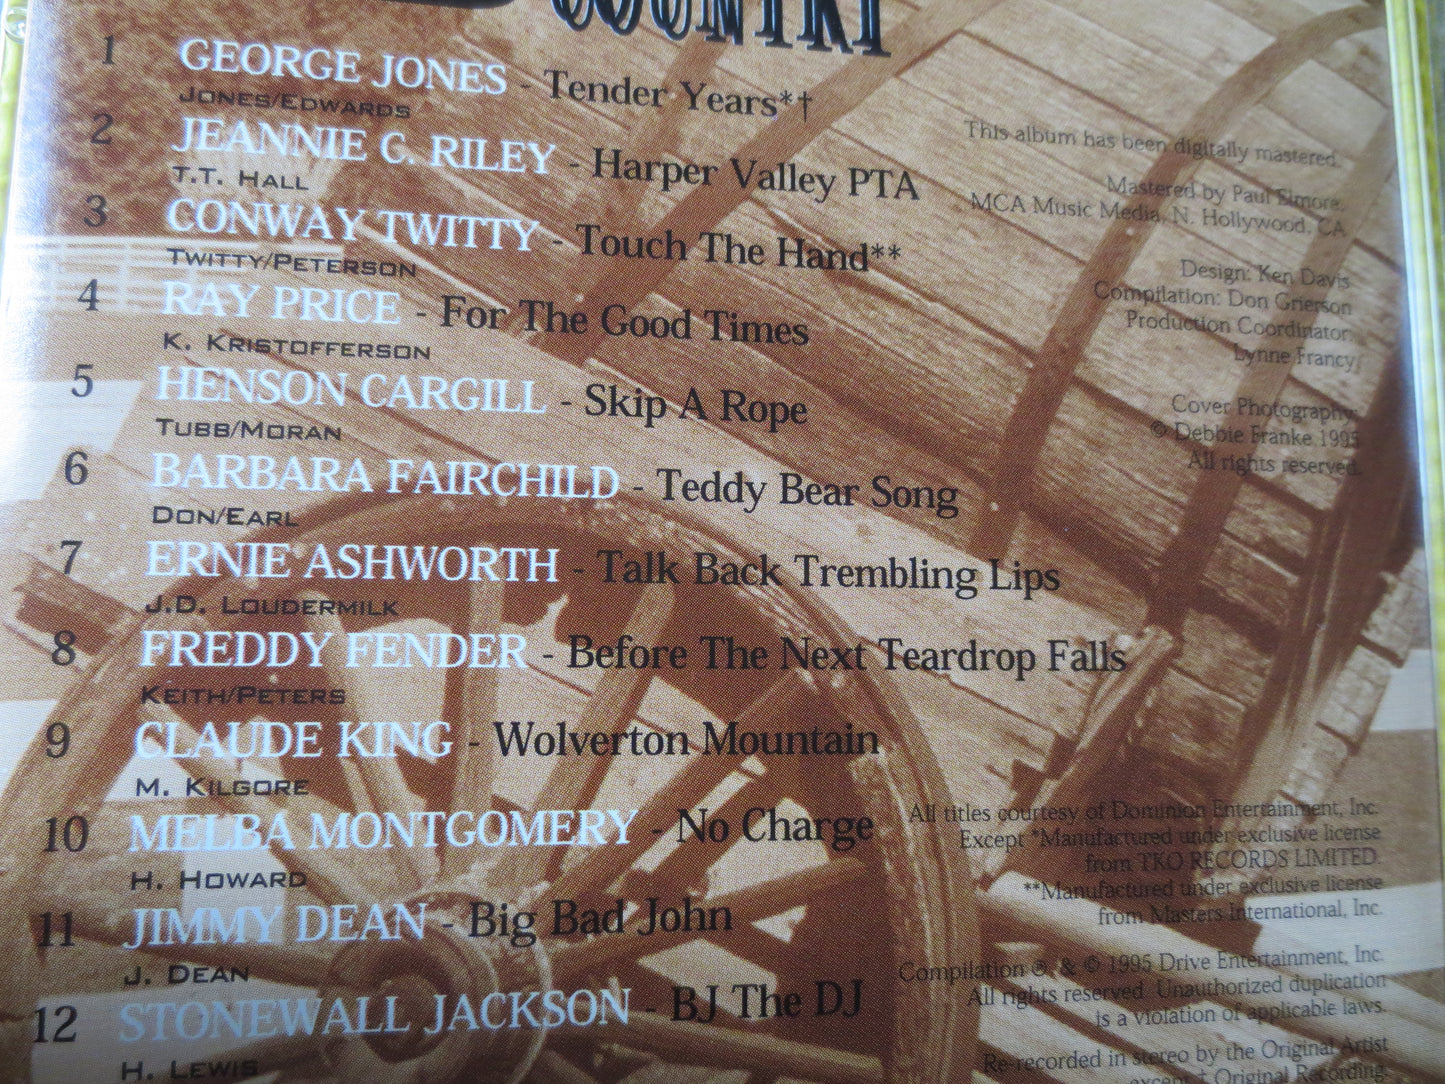 COUNTRY
1 GEORGE JONES - Tender Years*†
JONES/EDWARDS
2 JEANNIE C. RILEY - Harper Valley PTA
T.T. HALL
3 CONWAY TWITTY - Touch The Hand**
TWITTY/PETERSON
4 RAY PRICE - For The Good Times
K. KRISTOFFERSON
5 HENSON CARGILL - Skip A Rope
TUBB/MORAN
6 BARBARA FAIRCHILD - Teddy Bear Song
DON/EARL
7 ERNIE ASHWORTH - Talk Back Trembling Lips
J.D. LOUDERMILK
8 FREDDY FENDER - Before The Next Teardrop Falls
KEITH/PETERS
9 CLAUDE KING - Wolverton Mountain
M. KILGORE
10 MELBA MONTGOMERY - No Charge
H. HOWARD
11 JIMMY DEAN - Big Bad John
J. DEAN
12 STONEWALL JACKSON - BJ The DJ
H. LEWIS
This album has been digitally mastered.
Mastered by Paul Elmore,
MCA Music Media, N. Hollywood, CA
Design: Ken Davis
Compilation: Don Grierson
Production Coordinator:
Lynne Francy
Cover Photography:
© Debbie Franke 1995
All rights reserved.
All titles courtesy of Dominion Entertainment, Inc.
Except *Manufactured under exclusive license
from TKO RECORDS LIMITED.
**Manufactured under exclusive license
from Masters International, Inc.
Compilation ℗ & © 1995 Drive Entertainment, Inc.
All rights reserved. Unauthorized duplication
is a violation of applicable laws.
Re-recorded in stereo by the Original Artist
except † Original Recording.